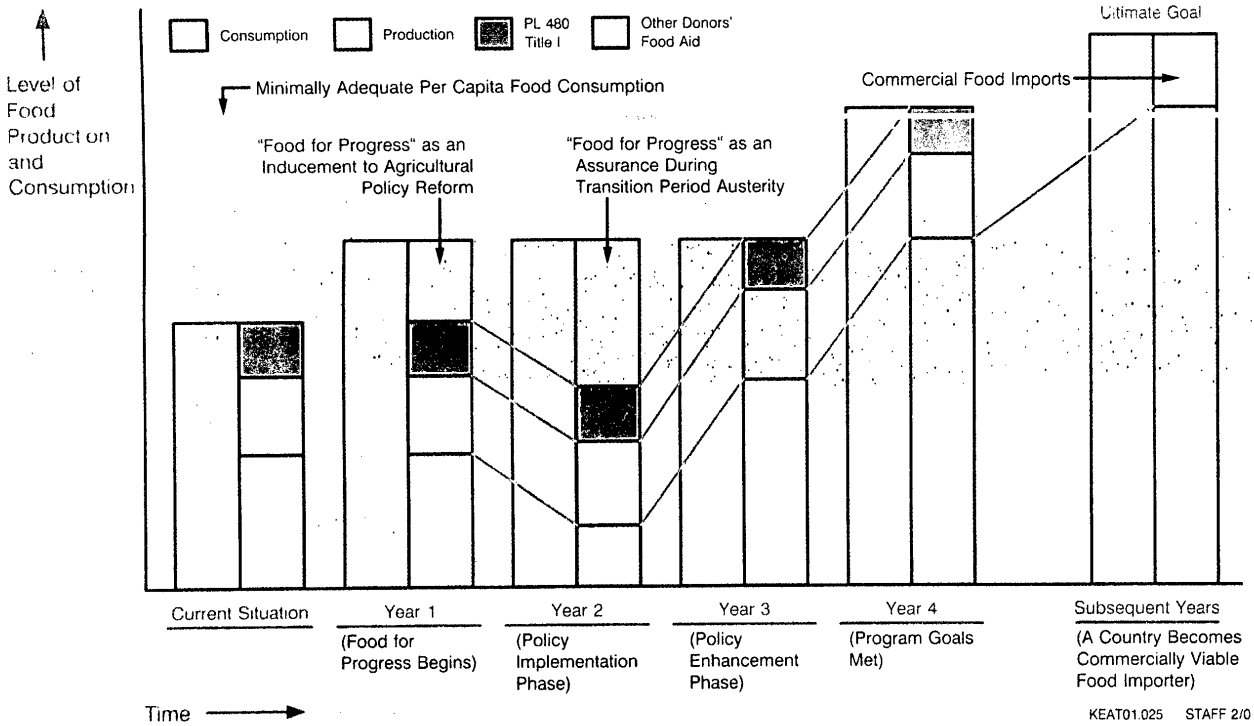 Level of
Food
Production
and
Consumption
Consumption
Production
PL 480
Title I
Other Donors'
Food Aid
Ultimate Goal
Minimally Adequate Per Capita Food Consumption
Commercial Food Imports
"Food for Progress" as an
Inducement to Agricultural
Policy Reform
"Food for Progress" as an
Assurance During
Transition Period Austerity
Current Situation
Year 1
(Food for
Progress Begins)
Year 2
(Policy
Implementation
Phase)
Year 3
(Policy
Enhancement
Phase)
Year 4
(Program Goals
Met)
Subsequent Years
(A Country Becomes
Commercially Viable
Food Importer)
Time
KEAT01.025 STAFF 2/0